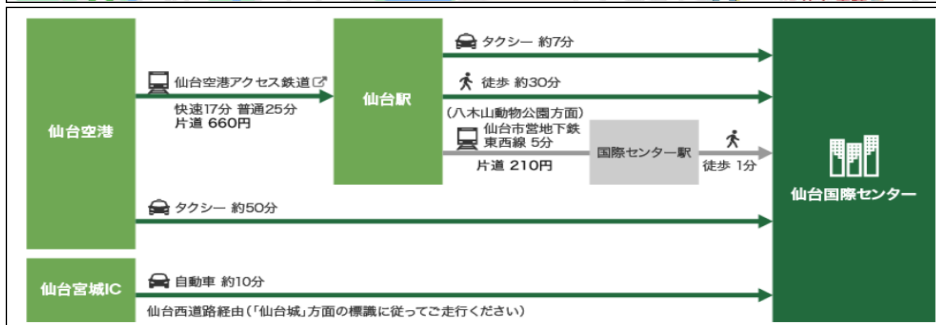 仙台空港
仙台空港アクセス鉄道
快速17分 普通25分
片道 660円
仙台駅
タクシー 約7分
徒歩 約30分
(八木山動物公園方面)
仙台市営地下鉄
東西線 5分
片道 210円
国際センター駅
徒歩 1分
仙台国際センター
タクシー 約50分
仙台宮城IC
自動車 約10分
仙台西道路経由(「仙台城」方面の標識に従ってご走行ください)